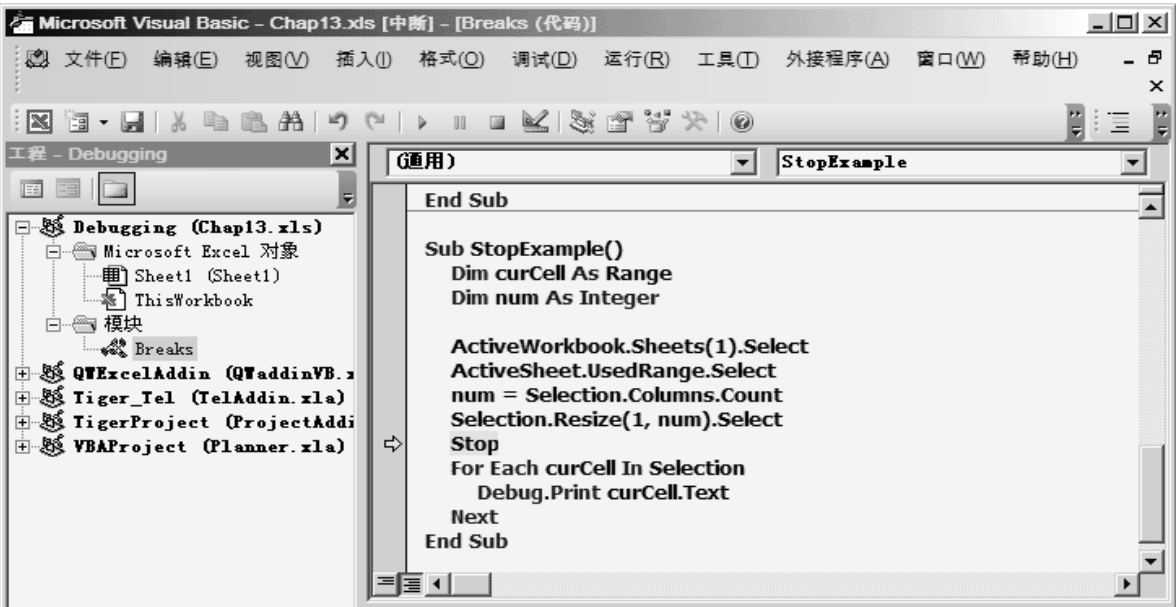 Microsoft Visual Basic - Chap13.xls [中断] - [Breaks (代码)]
文件(F) 编辑(E) 视图(V) 插入(I) 格式(O) 调试(D) 运行(R) 工具(T) 外接程序(A) 窗口(W) 帮助(H)
工程 - Debugging
Debugging (Chap13.xls)
Microsoft Excel 对象
Sheet1 (Sheet1)
ThisWorkbook
模块
Breaks
QTExcelAddin (QTaddinVB.x
Tiger_Tel (TelAddin.xla)
TigerProject (ProjectAddi
VBAProject (Planner.xla)
(通用) StopExample
End Sub
Sub StopExample()
Dim curCell As Range
Dim num As Integer
ActiveWorkbook.Sheets(1).Select
ActiveSheet.UsedRange.Select
num = Selection.Columns.Count
Selection.Resize(1, num).Select
Stop
For Each curCell In Selection
Debug.Print curCell.Text
Next
End Sub